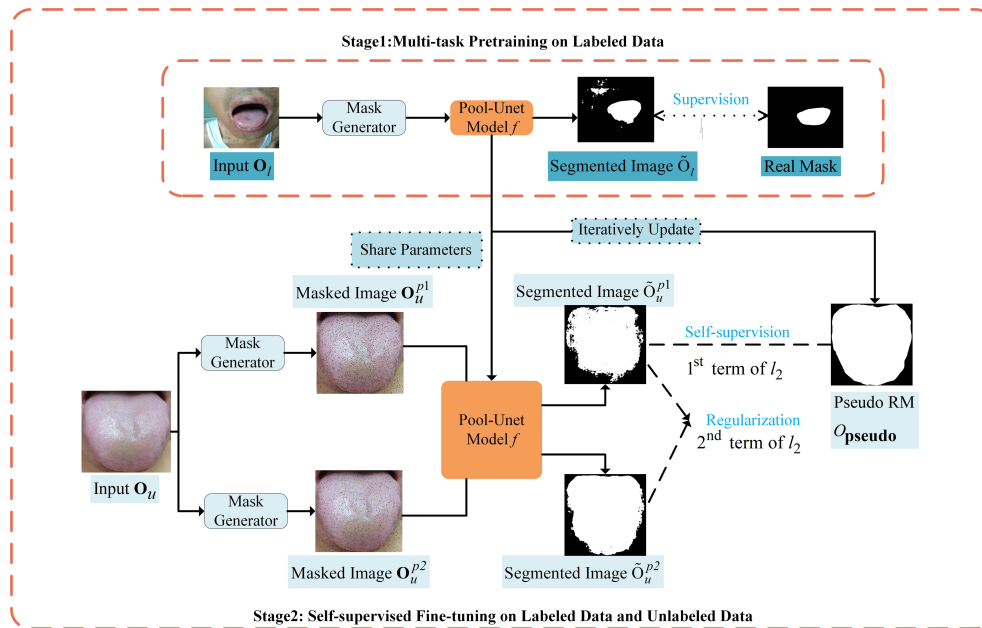 Stage1:Multi-task Pretraining on Labeled Data
Mask
Generator
Pool-Unet
Model f
Supervision
Input O_l
Segmented Image Õ_l
Real Mask
Share Parameters
Iteratively Update
Masked Image O_u^{p1}
Segmented Image Õ_u^{p1}
Mask
Generator
Self-supervision
1st term of l_2
Pool-Unet
Model f
Regularization
2nd term of l_2
Pseudo RM
O_pseudo
Input O_u
Mask
Generator
Masked Image O_u^{p2}
Segmented Image Õ_u^{p2}
Stage2: Self-supervised Fine-tuning on Labeled Data and Unlabeled Data